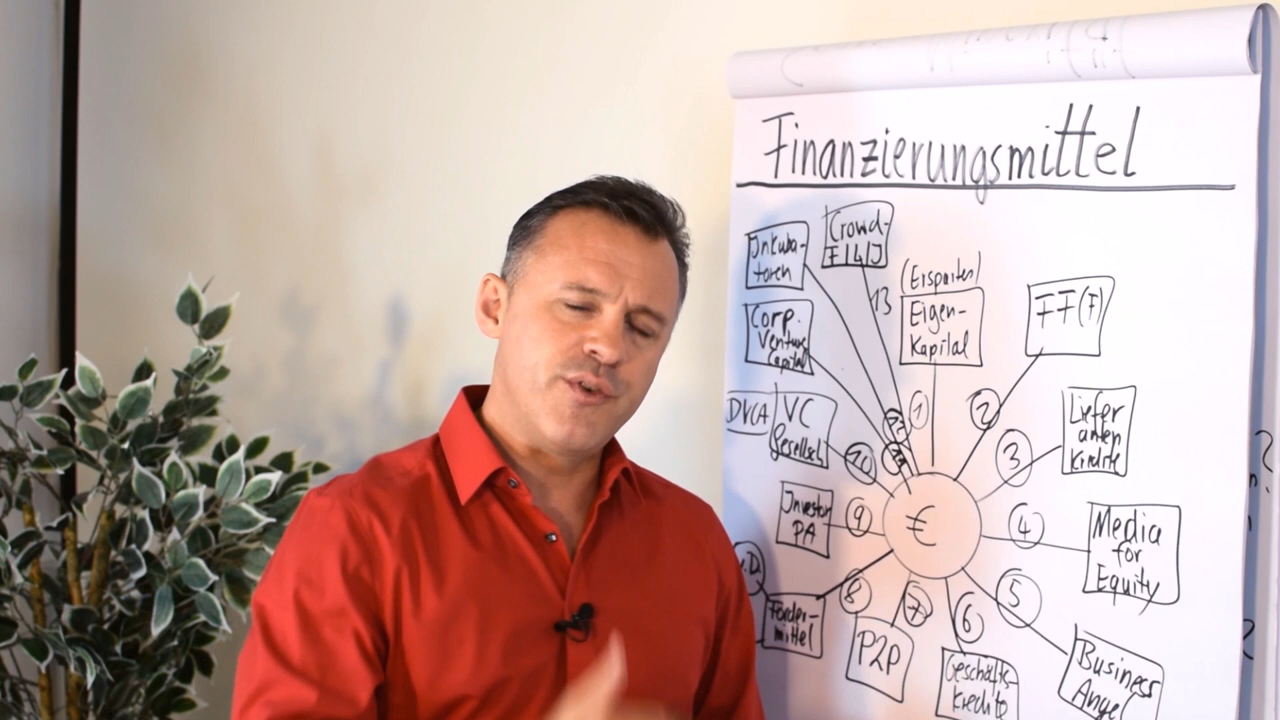 Finanzierungsmittel
Inkuba-
toren
Crowd-
F/L/I
13
(Ersparten)
Eigen-
Kapital
FF(F)
Corp.
Venture
Capital
DVCA
VC
Gesellsch
1
2
Liefer
anten
Kredite
3
10
€
Investor
PA
9
4
Media
for
Equity
Förder-
mittel
8
7
6
5
P2P
Geschäfts-
Kredite
Business
Angel